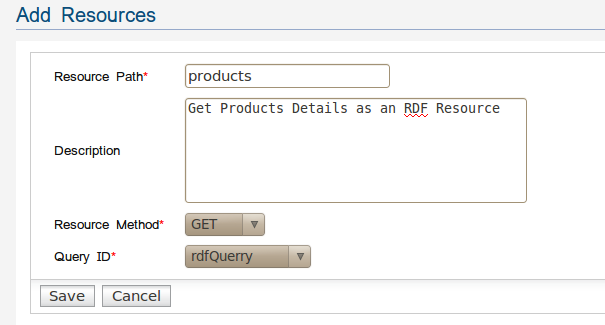 Add Resources
Resource Path* products
Description Get Products Details as an RDF Resource
Resource Method* GET
Query ID* rdfQuerry
Save Cancel